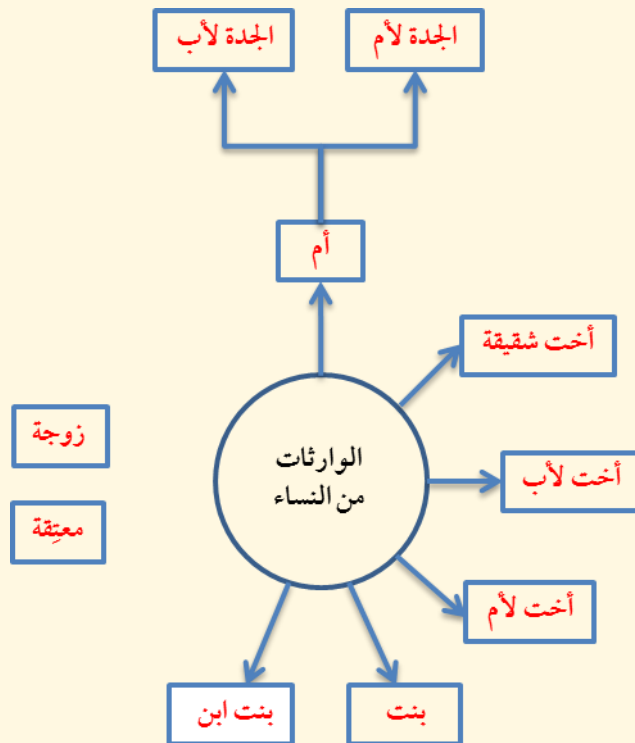 الجدة لأم
الجدة لأب
أم
أخت شقيقة
زوجة
الوارثات
من النساء
أخت لأب
معتِقة
أخت لأم
بنت
بنت ابن